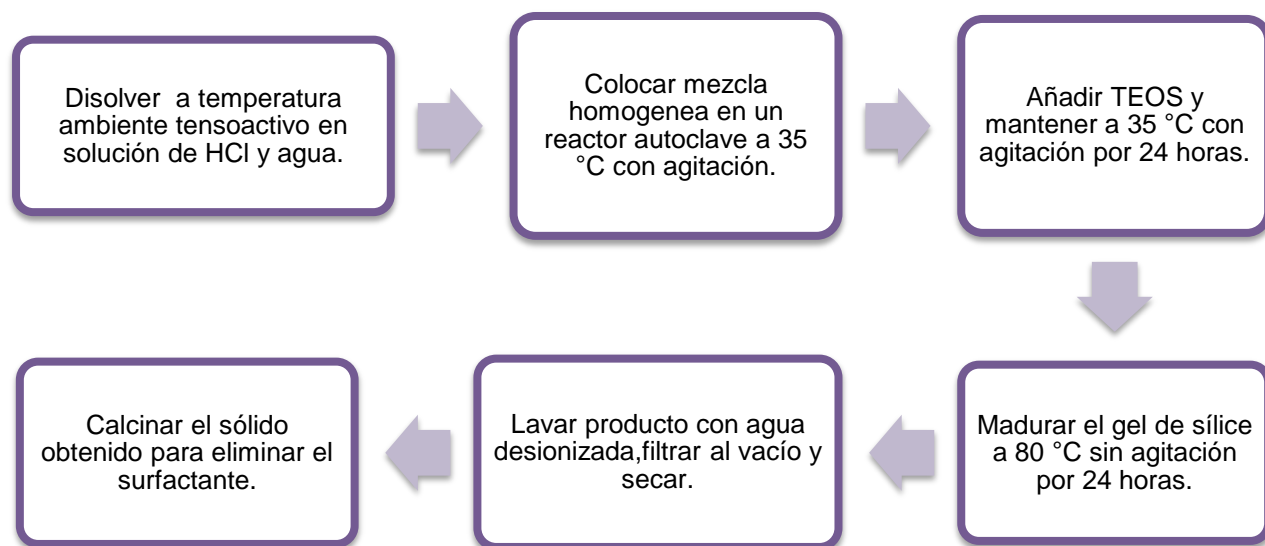 Disolver a temperatura
ambiente tensoactivo en
solución de HCl y agua.
Colocar mezcla
homogenea en un
reactor autoclave a 35
°C con agitación.
Añadir TEOS y
mantener a 35 °C con
agitación por 24 horas.
Madurar el gel de sílice
a 80 °C sin agitación
por 24 horas.
Lavar producto con agua
desionizada,filtrar al vacío y
secar.
Calcinar el sólido
obtenido para eliminar el
surfactante.